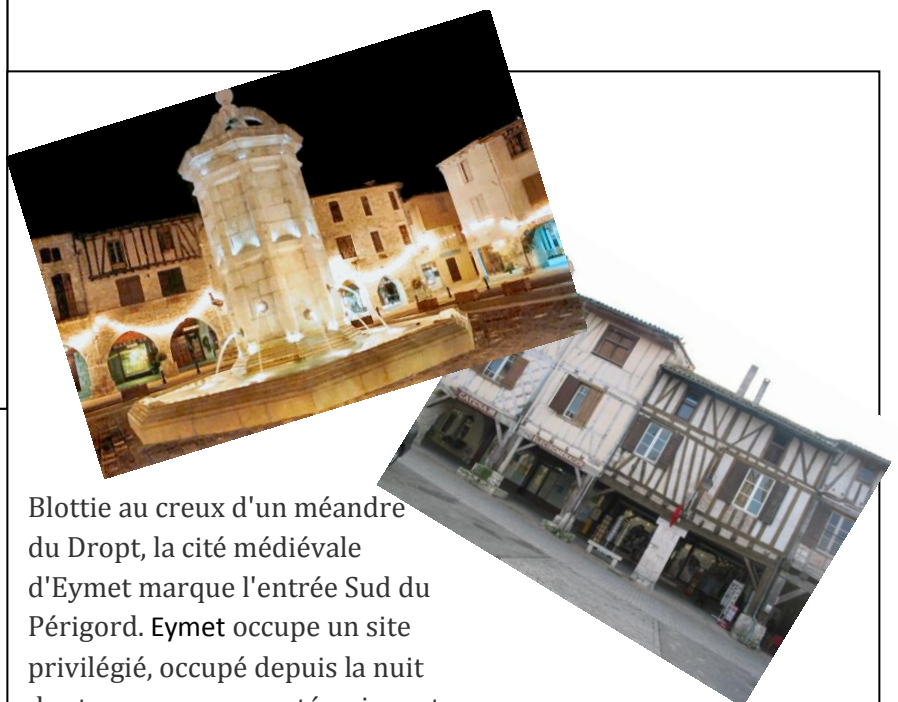 Blottie au creux d'un méandre
du Dropt, la cité médiévale
d'Eymet marque l'entrée Sud du
Périgord. Eymet occupe un site
privilégié, occupé depuis la nuit